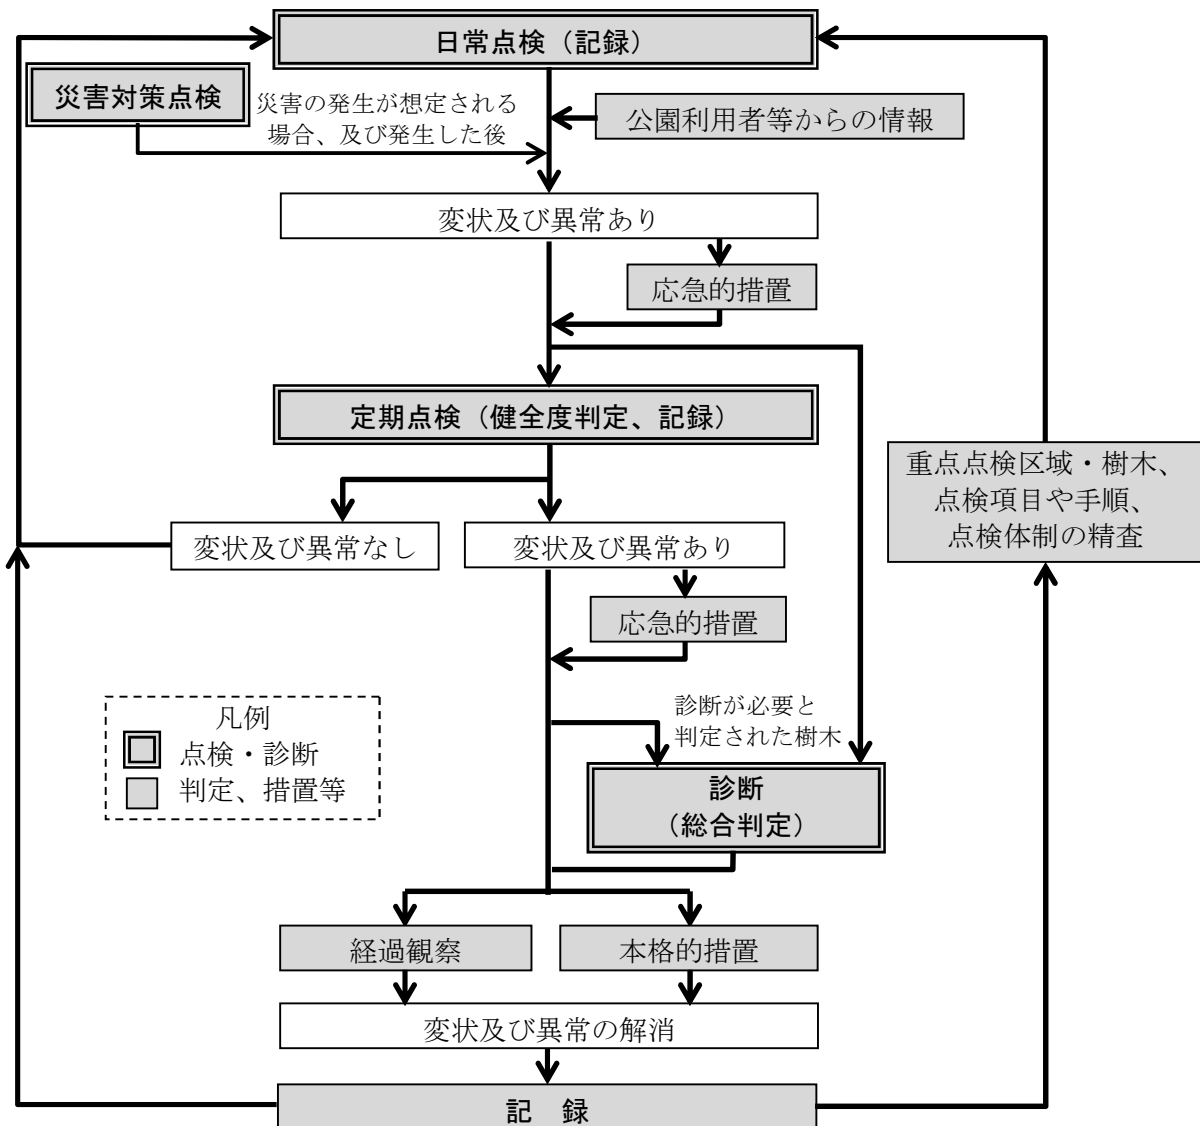 日常点検（記録）
災害対策点検
災害の発生が想定される
場合、及び発生した後
公園利用者等からの情報
変状及び異常あり
応急的措置
定期点検（健全度判定、記録）
重点点検区域・樹木、
点検項目や手順、
点検体制の精査
変状及び異常なし
変状及び異常あり
応急的措置
凡例
点検・診断
判定、措置等
診断が必要と
判定された樹木
診断
（総合判定）
経過観察
本格的措置
変状及び異常の解消
記　録